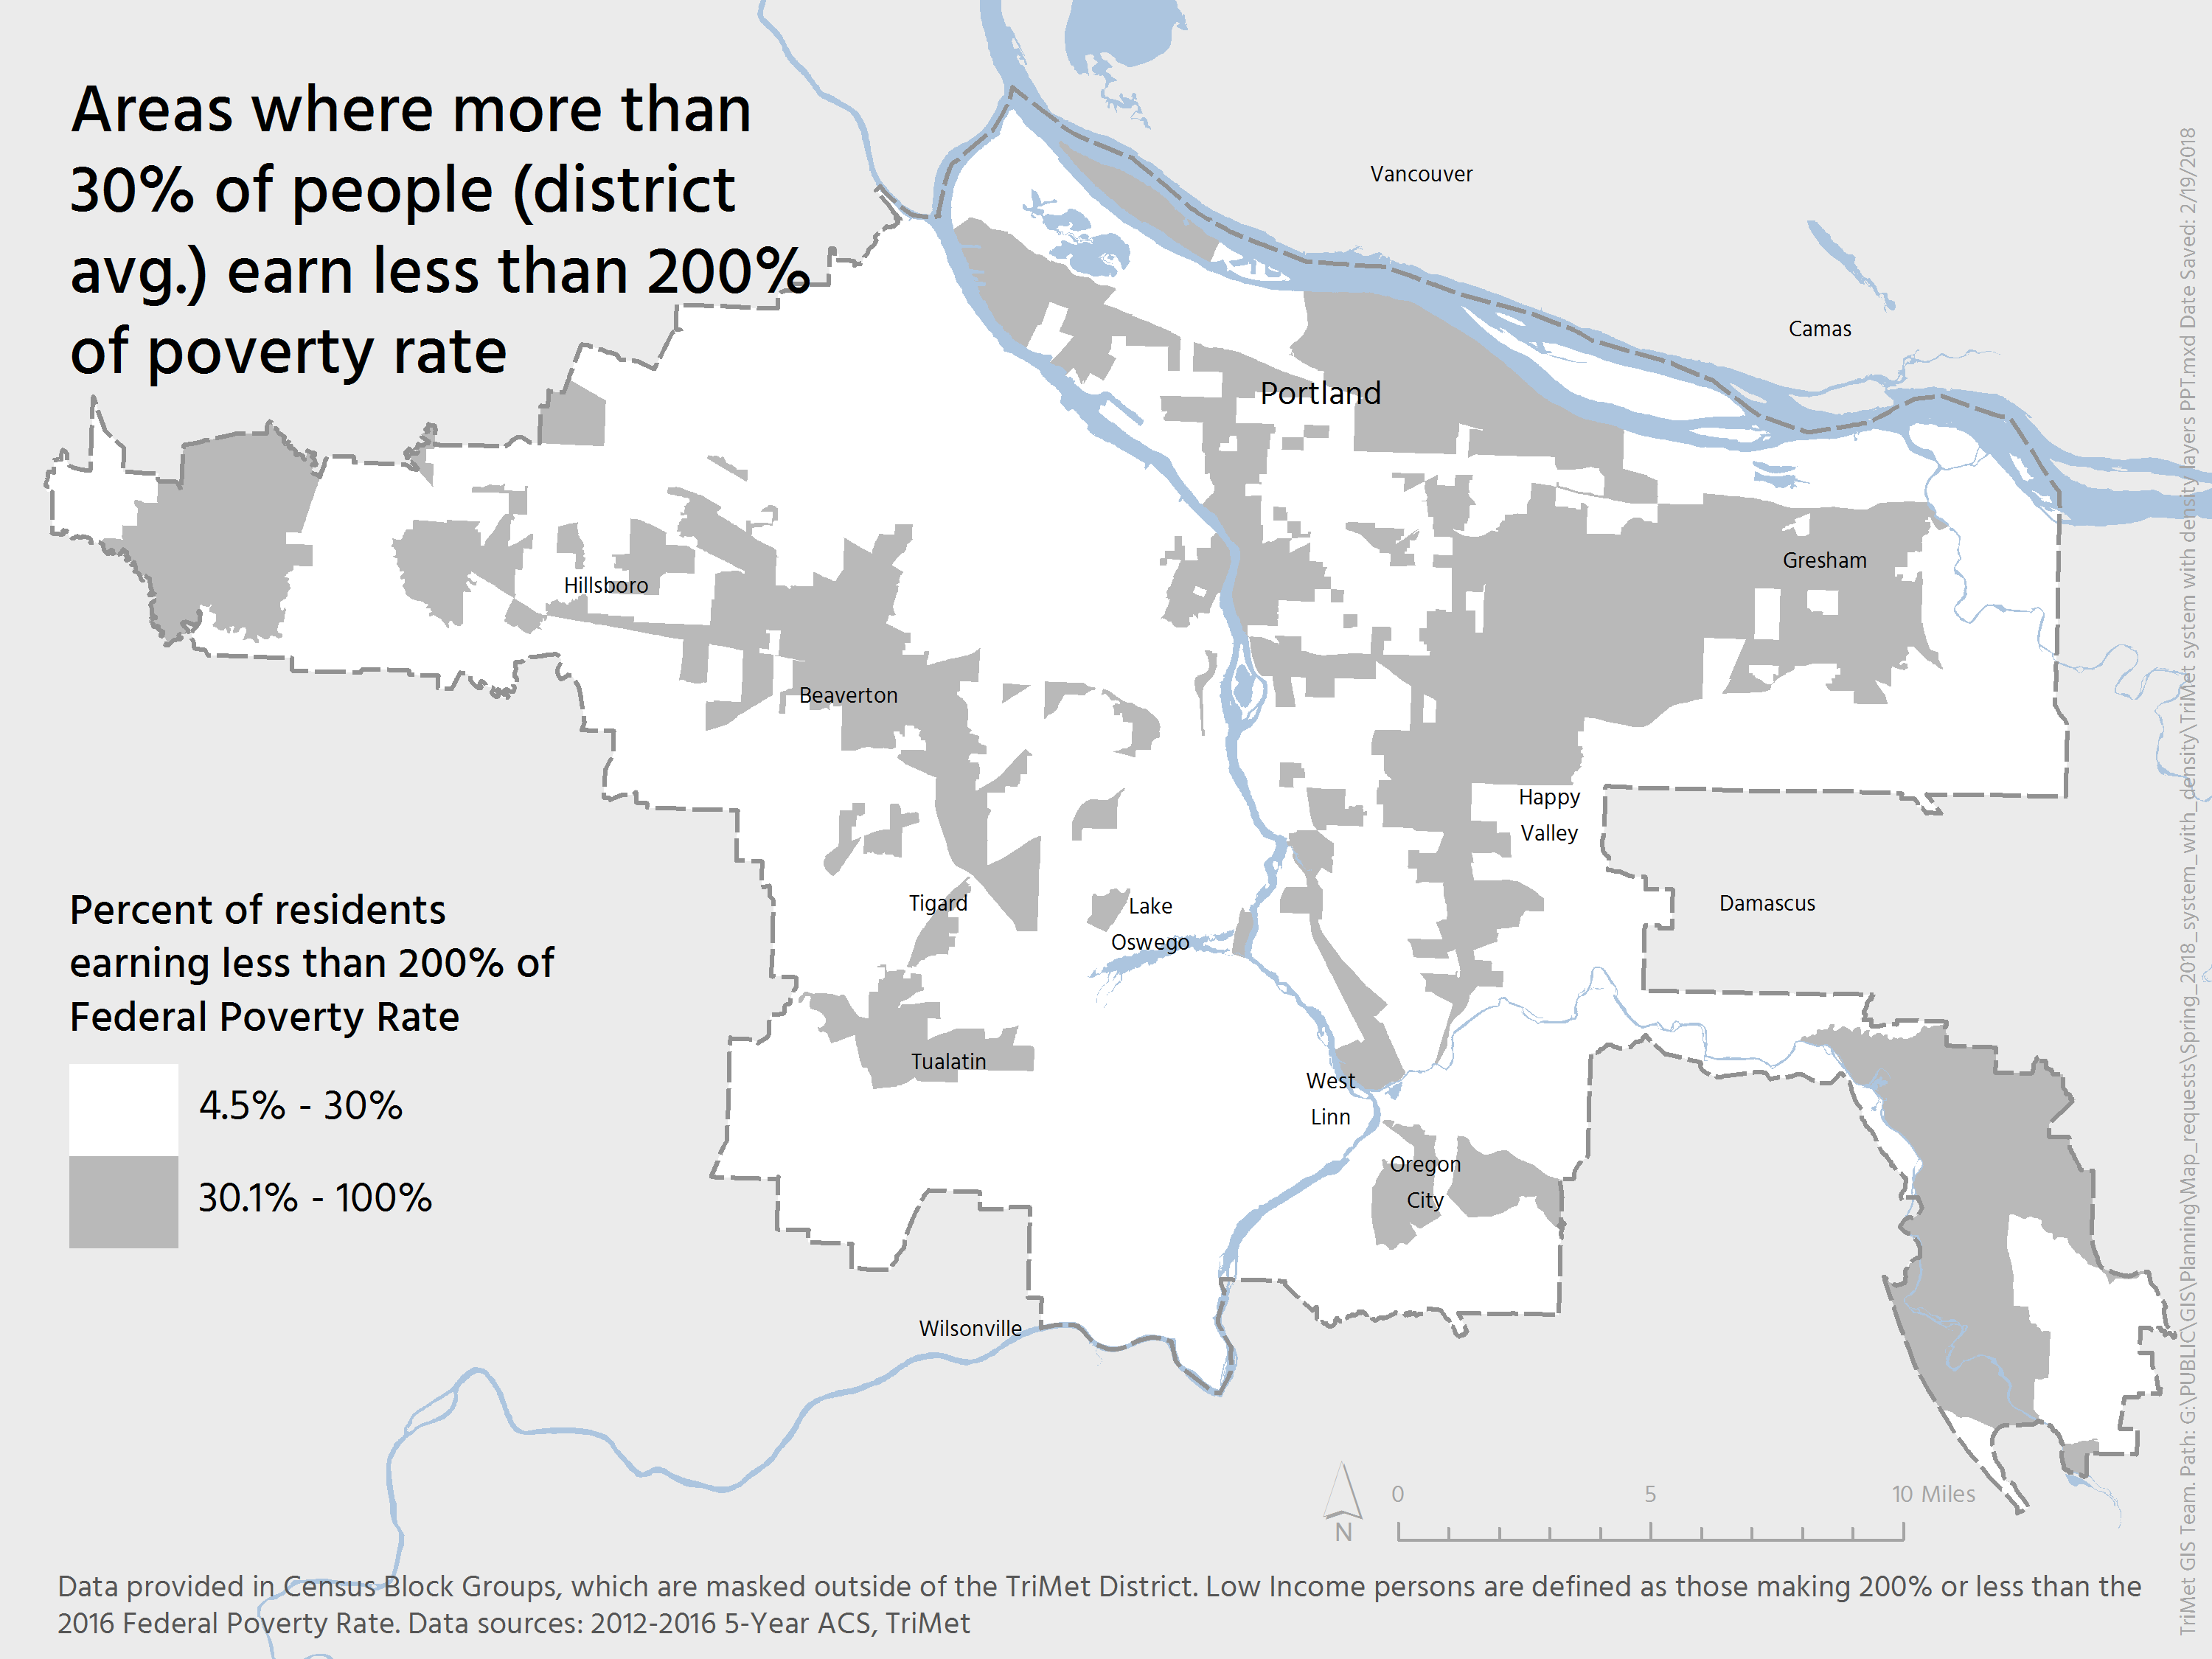 Areas where more than
30% of people (district
avg.) earn less than 200%
of poverty rate
Vancouver
Camas
Portland
Gresham
Hillsboro
Beaverton
Happy
Valley
Tigard
Lake
Oswego
Damascus
Tualatin
West
Linn
Oregon
City
Wilsonville
Percent of residents
earning less than 200% of
Federal Poverty Rate
4.5% - 30%
30.1% - 100%
N
0 5 10 Miles
Data provided in Census Block Groups, which are masked outside of the TriMet District. Low Income persons are defined as those making 200% or less than the
2016 Federal Poverty Rate. Data sources: 2012-2016 5-Year ACS, TriMet
TriMet GIS Team. Path: G:\PUBLIC\GIS\Planning\Map_requests\Spring_2018_system_with_density\TriMet system with density layers PPT.mxd Date Saved: 2/19/2018